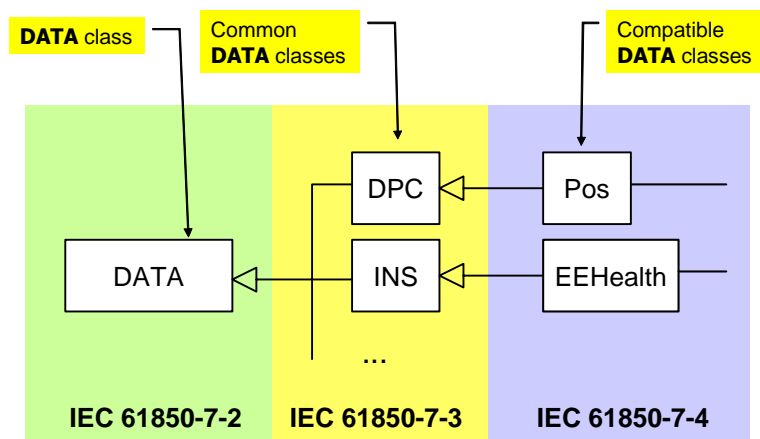 DATA class
Common
DATA classes
Compatible
DATA classes
DPC
Pos
DATA
INS
EEHealth
...
IEC 61850-7-2
IEC 61850-7-3
IEC 61850-7-4